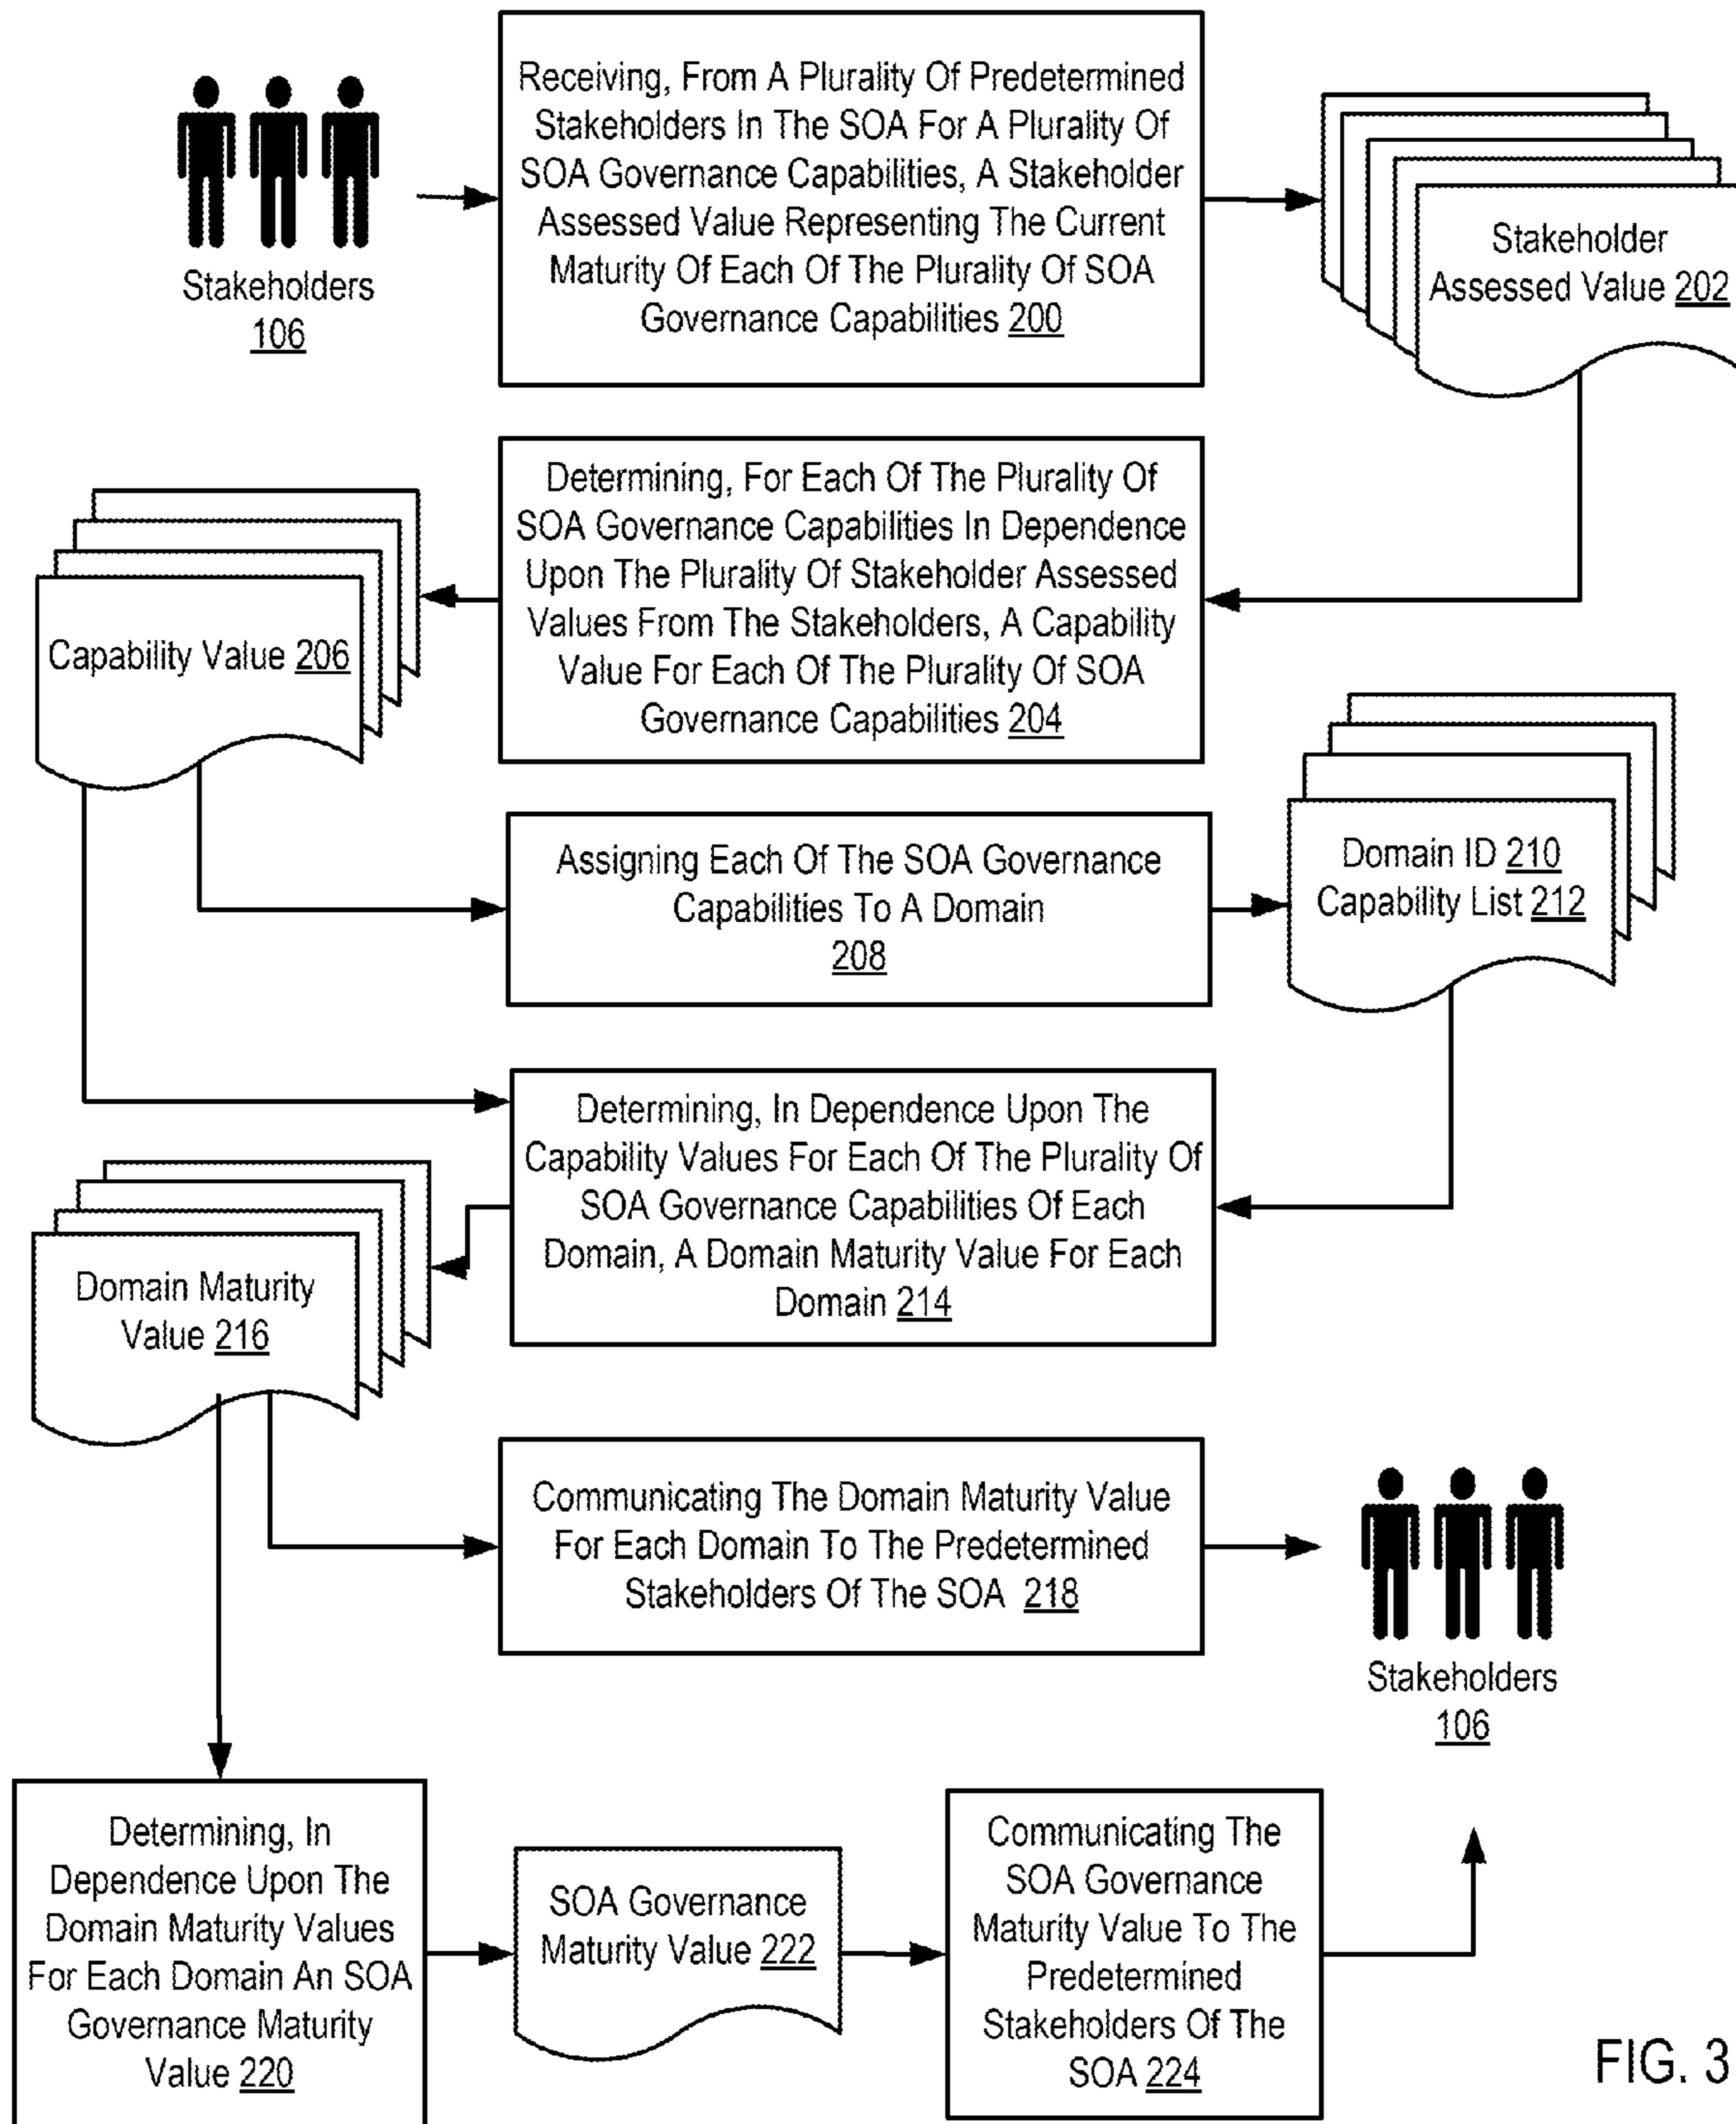 Stakeholders
106
Receiving, From A Plurality Of Predetermined
Stakeholders In The SOA For A Plurality Of
SOA Governance Capabilities, A Stakeholder
Assessed Value Representing The Current
Maturity Of Each Of The Plurality Of SOA
Governance Capabilities 200
Stakeholder
Assessed Value 202
Determining, For Each Of The Plurality Of
SOA Governance Capabilities In Dependence
Upon The Plurality Of Stakeholder Assessed
Values From The Stakeholders, A Capability
Value For Each Of The Plurality Of SOA
Governance Capabilities 204
Capability Value 206
Assigning Each Of The SOA Governance
Capabilities To A Domain
208
Domain ID 210
Capability List 212
Determining, In Dependence Upon The
Capability Values For Each Of The Plurality Of
SOA Governance Capabilities Of Each
Domain, A Domain Maturity Value For Each
Domain 214
Domain Maturity
Value 216
Communicating The Domain Maturity Value
For Each Domain To The Predetermined
Stakeholders Of The SOA 218
Stakeholders
106
Determining, In
Dependence Upon The
Domain Maturity Values
For Each Domain An SOA
Governance Maturity
Value 220
SOA Governance
Maturity Value 222
Communicating The
SOA Governance
Maturity Value To The
Predetermined
Stakeholders Of The
SOA 224
FIG. 3